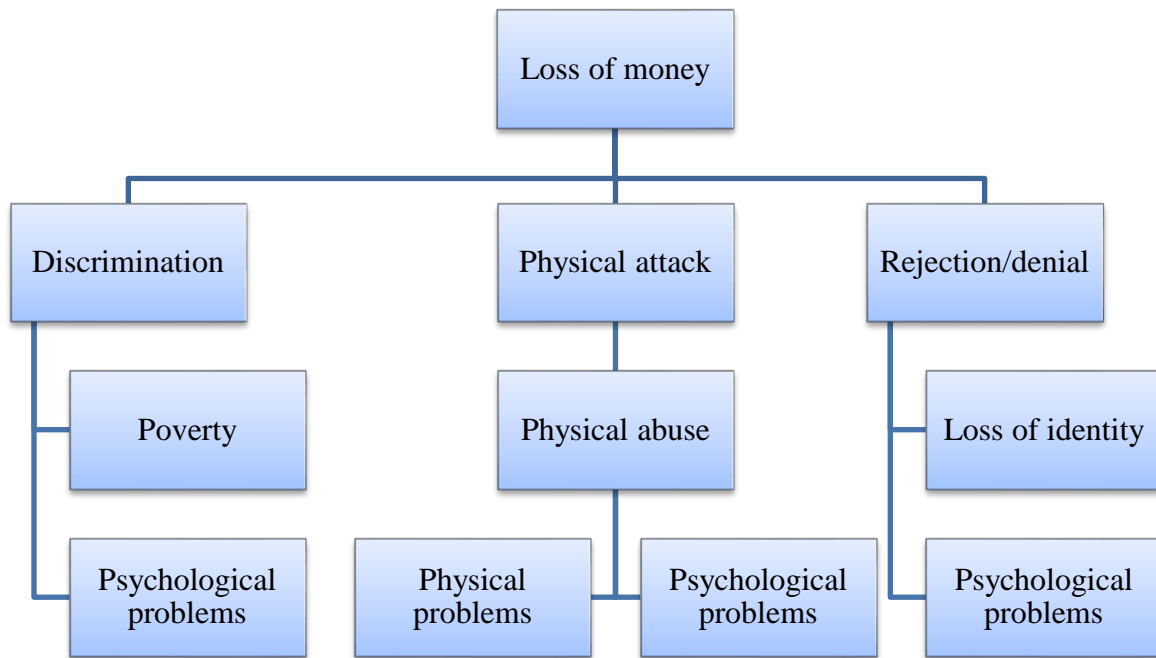 Loss of money
Discrimination
Physical attack
Rejection/denial
Poverty
Physical abuse
Loss of identity
Psychological
problems
Physical
problems
Psychological
problems
Psychological
problems